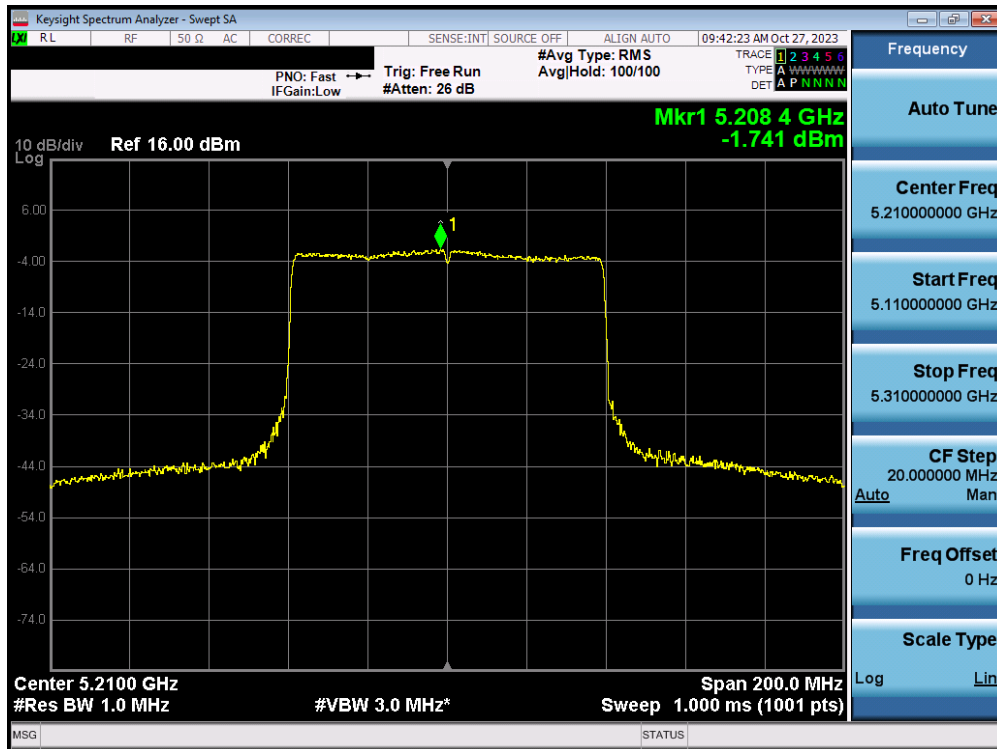 Keysight Spectrum Analyzer - Swept SA
LXI RL RF 50 Ω AC CORREC SENSE:INT SOURCE OFF ALIGN AUTO 09:42:23 AM Oct 27, 2023
PNO: Fast
IFGain:Low
Trig: Free Run
#Atten: 26 dB
#Avg Type: RMS
Avg|Hold: 100/100
TRACE 1 2 3 4 5 6
TYPE A WWWWW
DET A P N N N N
Mkr1 5.208 4 GHz
-1.741 dBm
10 dB/div Ref 16.00 dBm
Log
1
6.00
-4.00
-14.0
-24.0
-34.0
-44.0
-54.0
-64.0
-74.0
Center 5.2100 GHz Span 200.0 MHz
#Res BW 1.0 MHz #VBW 3.0 MHz* Sweep 1.000 ms (1001 pts)
MSG STATUS
Frequency
Auto Tune
Center Freq
5.210000000 GHz
Start Freq
5.110000000 GHz
Stop Freq
5.310000000 GHz
CF Step
20.000000 MHz
Auto Man
Freq Offset
0 Hz
Scale Type
Log Lin